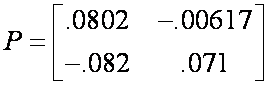 P = [ .0802 -.00617
-.082 .071 ]